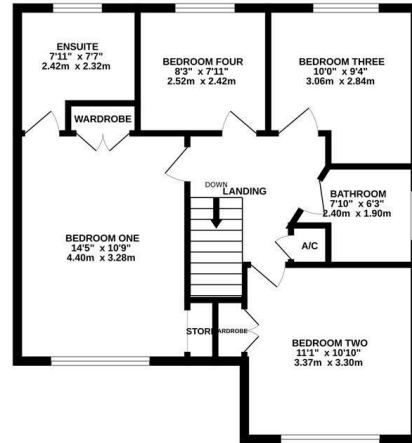 ENSUITE
7'11" x 7'7"
2.42m x 2.32m
BEDROOM FOUR
8'3" x 7'11"
2.52m x 2.42m
BEDROOM THREE
10'0" x 9'4"
3.06m x 2.84m
WARDROBE
DOWN
LANDING
BATHROOM
7'10" x 6'3"
2.40m x 1.90m
BEDROOM ONE
14'5" x 10'9"
4.40m x 3.28m
A/C
STORE
WARDROBE
BEDROOM TWO
11'1" x 10'10"
3.37m x 3.30m